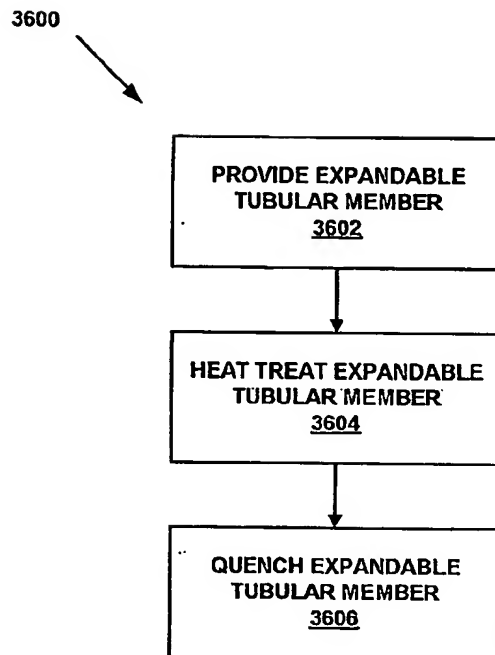 3600
PROVIDE EXPANDABLE
TUBULAR MEMBER
3602
HEAT TREAT EXPANDABLE
TUBULAR MEMBER
3604
QUENCH EXPANDABLE
TUBULAR MEMBER
3606